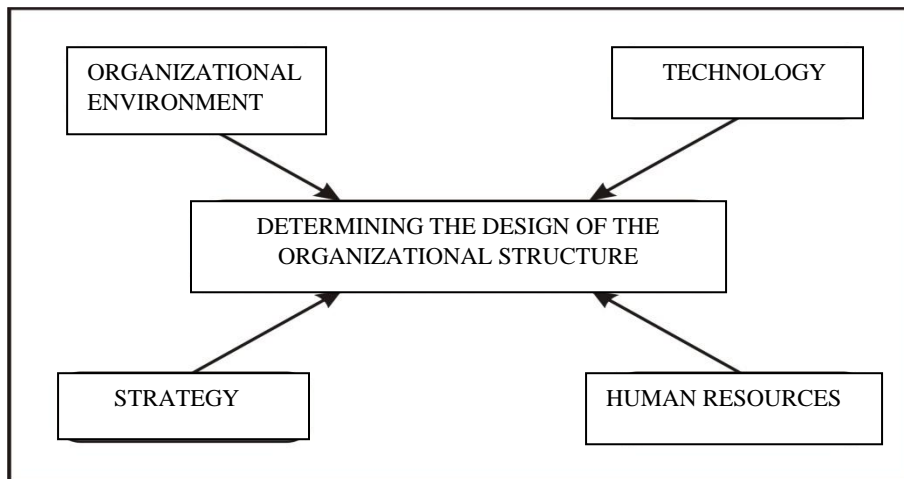 ORGANIZATIONAL
ENVIRONMENT
TECHNOLOGY
DETERMINING THE DESIGN OF THE
ORGANIZATIONAL STRUCTURE
STRATEGY
HUMAN RESOURCES